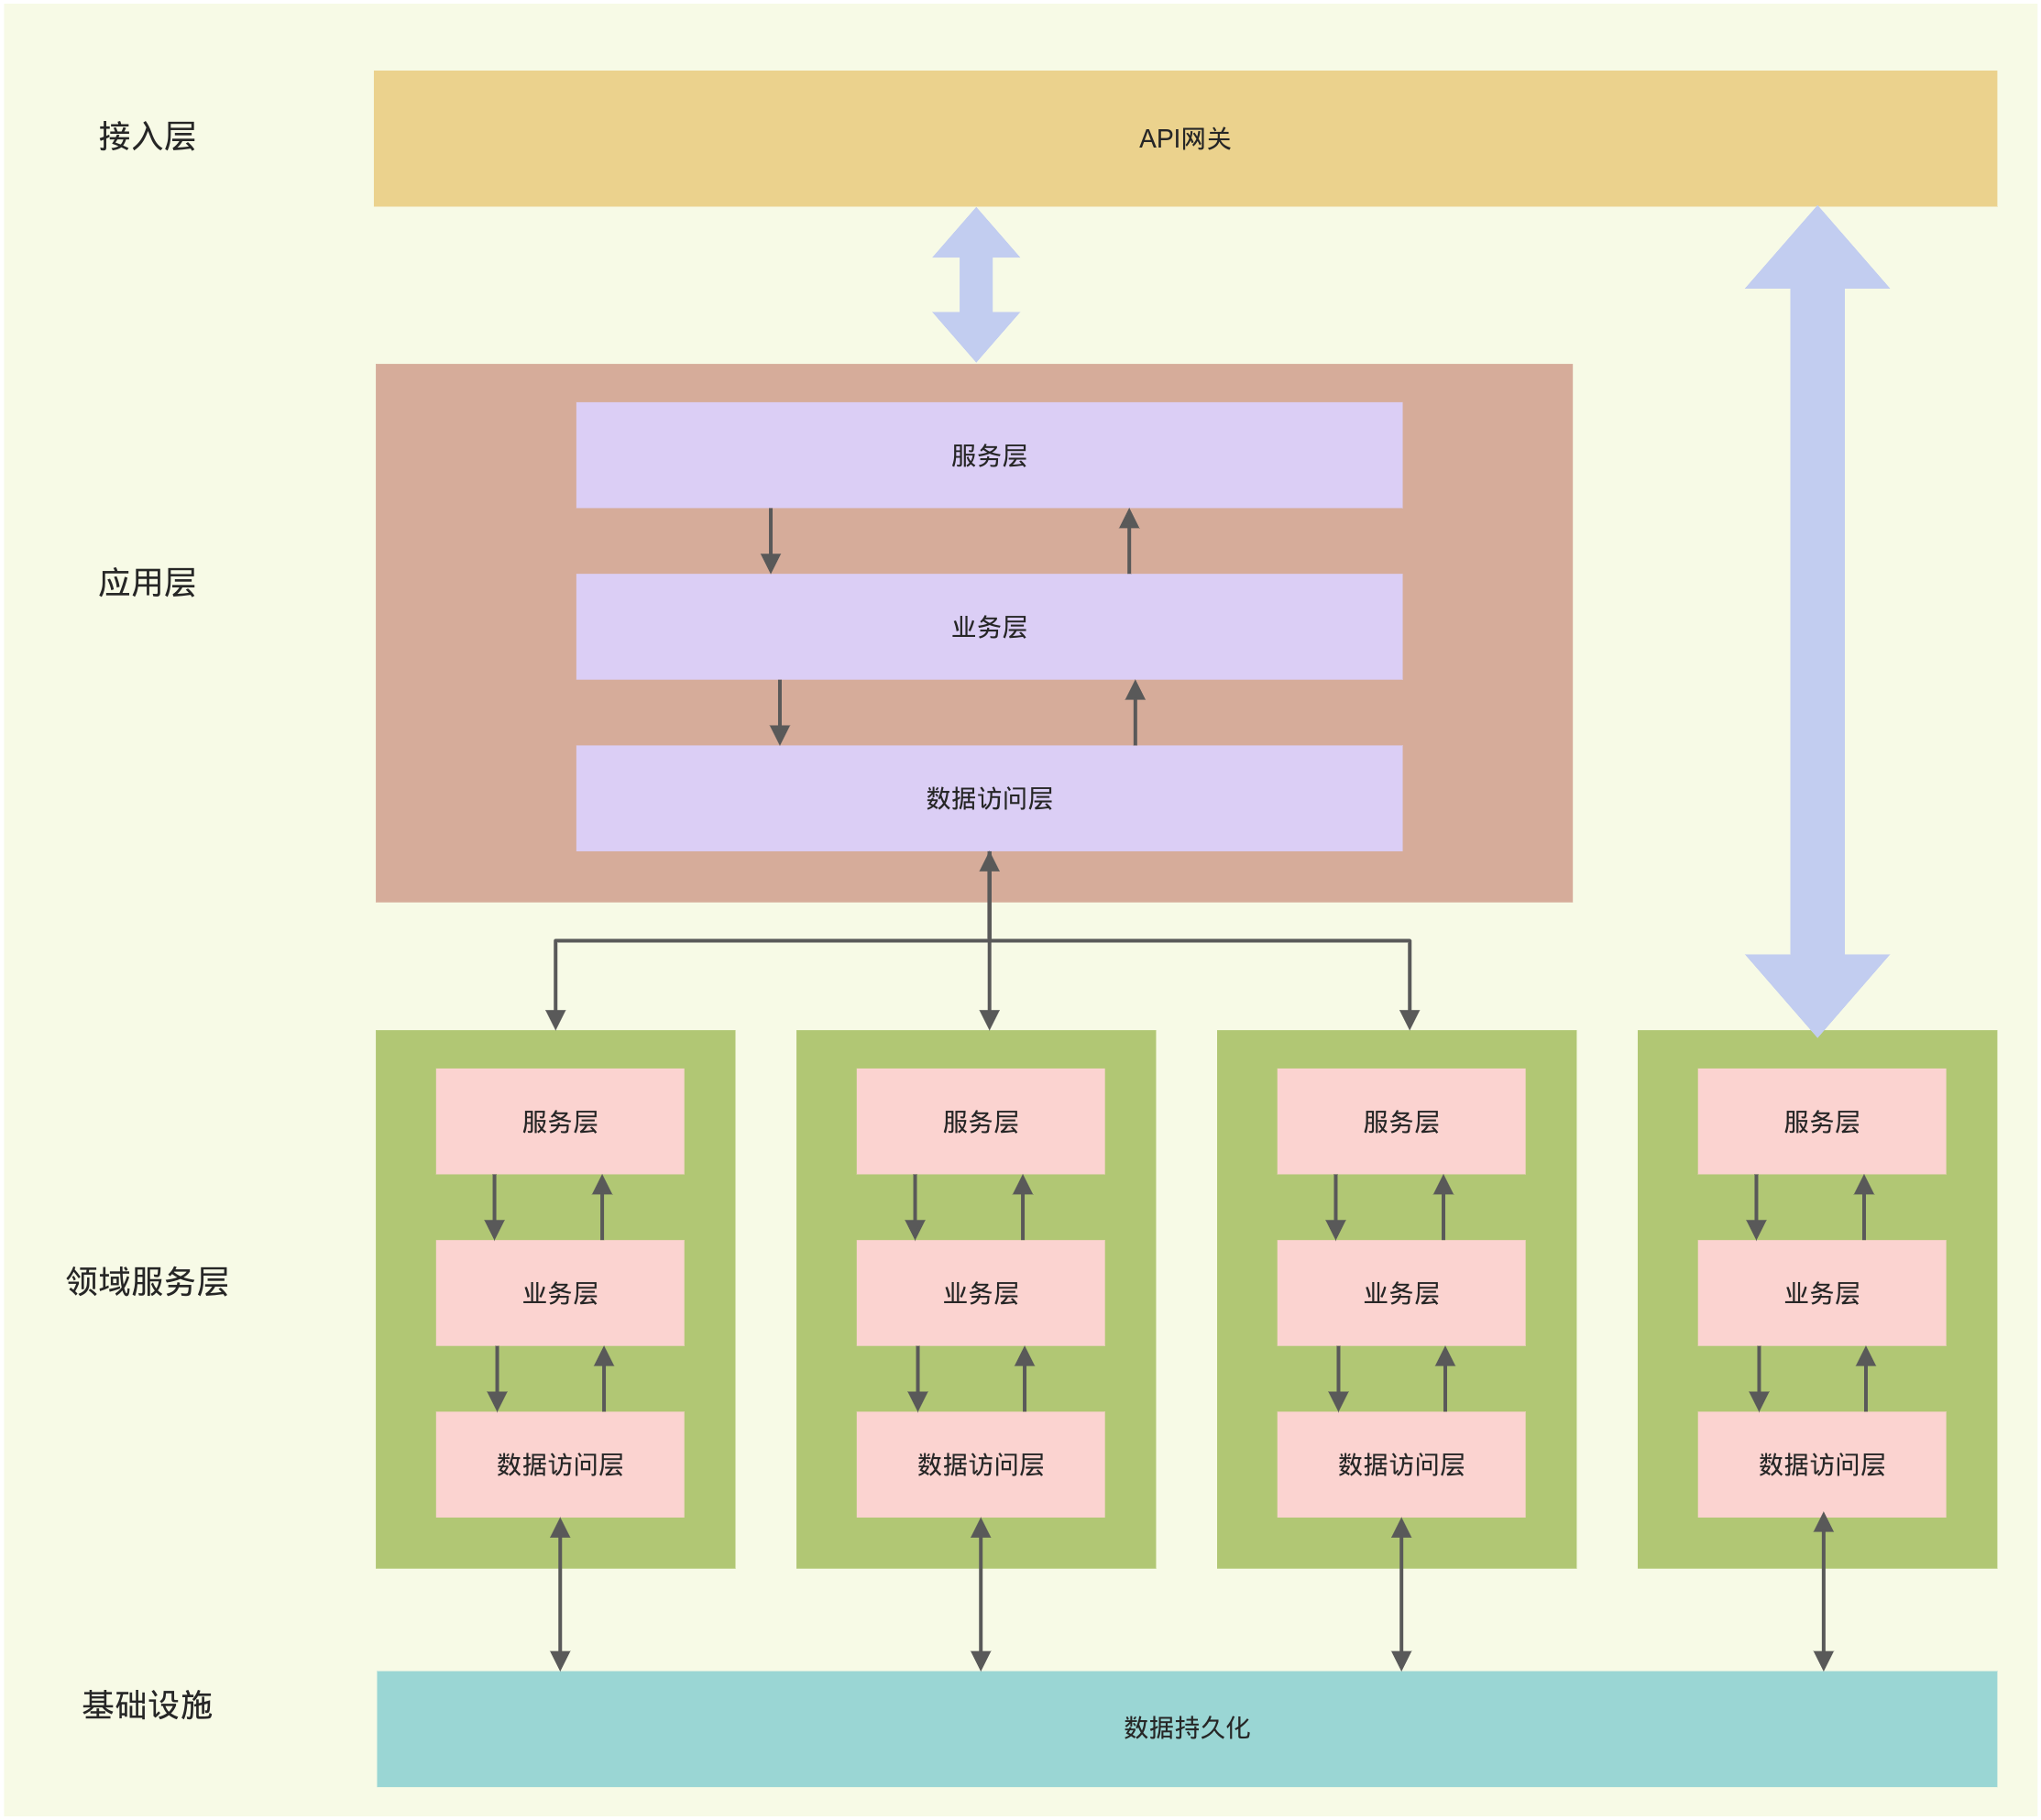 接入层
API网关
应用层
服务层
业务层
数据访问层
领域服务层
服务层
业务层
数据访问层
服务层
业务层
数据访问层
服务层
业务层
数据访问层
服务层
业务层
数据访问层
基础设施
数据持久化